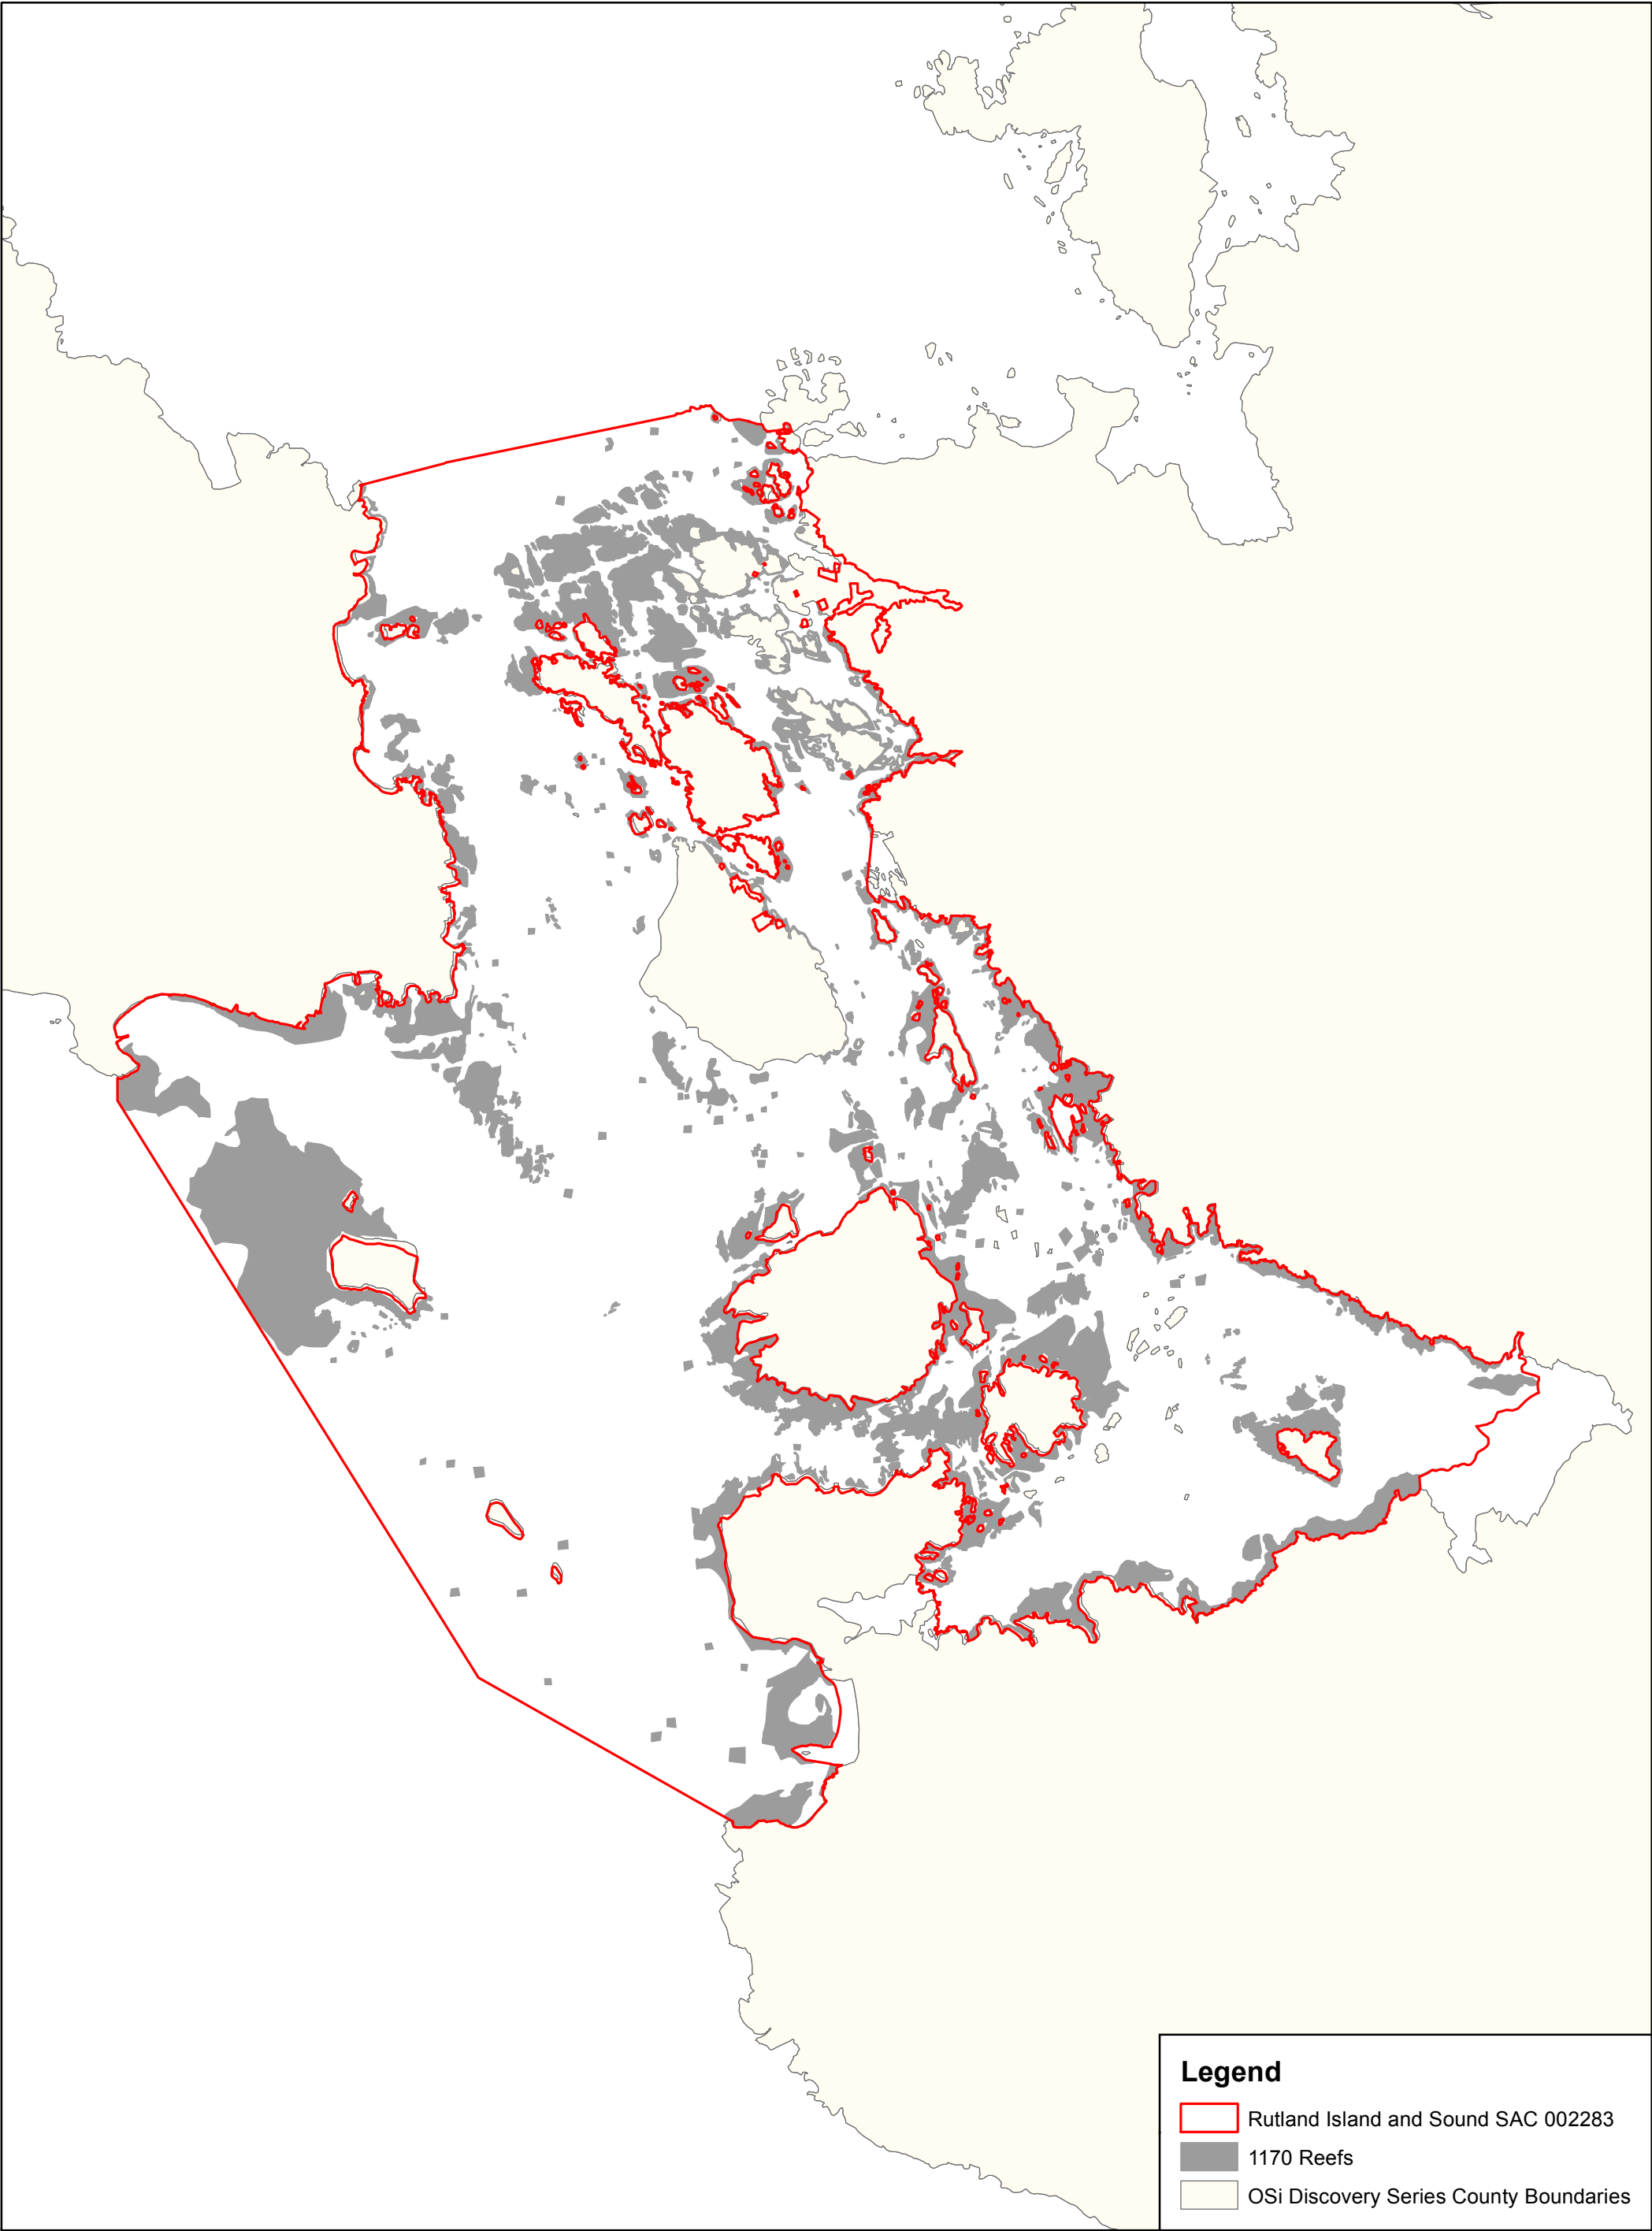 Legend
Rutland Island and Sound SAC 002283
1170 Reefs
OSi Discovery Series County Boundaries